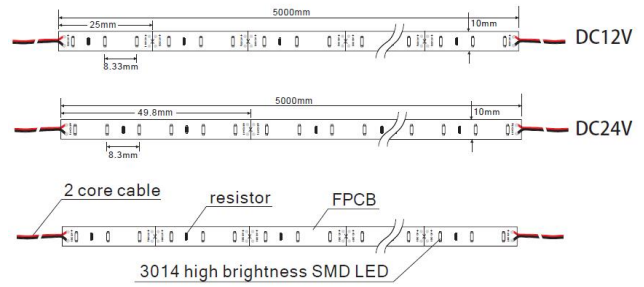 5000mm
25mm
10mm
DC12V
8.33mm
5000mm
49.8mm
10mm
DC24V
8.3mm
2 core cable
resistor
FPCB
3014 high brightness SMD LED